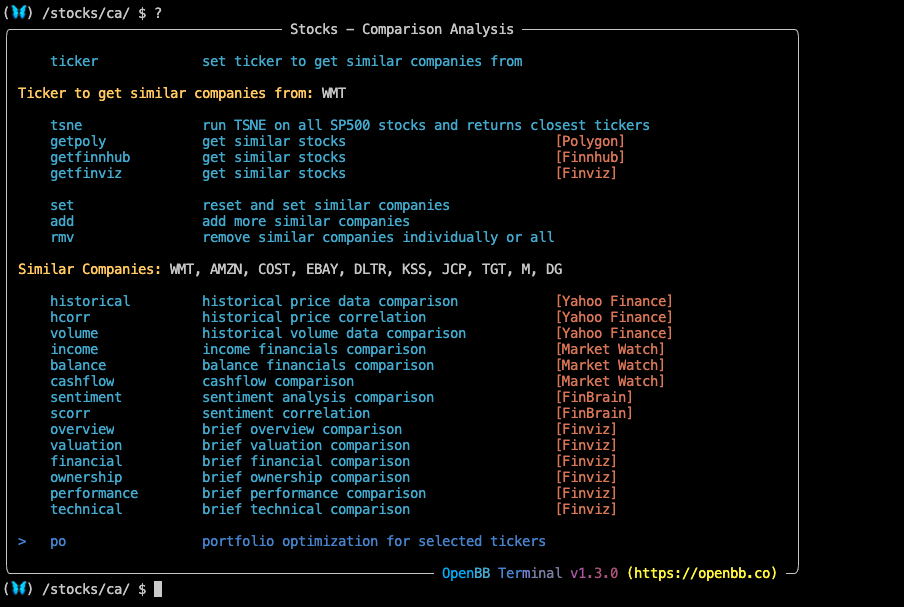 (🦋) /stocks/ca/ $ ?
Stocks - Comparison Analysis
ticker set ticker to get similar companies from
Ticker to get similar companies from: WMT
tsne run TSNE on all SP500 stocks and returns closest tickers
getpoly get similar stocks [Polygon]
getfinnhub get similar stocks [Finnhub]
getfinviz get similar stocks [Finviz]
set reset and set similar companies
add add more similar companies
rmv remove similar companies individually or all
Similar Companies: WMT, AMZN, COST, EBAY, DLTR, KSS, JCP, TGT, M, DG
historical historical price data comparison [Yahoo Finance]
hcorr historical price correlation [Yahoo Finance]
volume historical volume data comparison [Yahoo Finance]
income income financials comparison [Market Watch]
balance balance financials comparison [Market Watch]
cashflow cashflow comparison [Market Watch]
sentiment sentiment analysis comparison [FinBrain]
scorr sentiment correlation [FinBrain]
overview brief overview comparison [Finviz]
valuation brief valuation comparison [Finviz]
financial brief financial comparison [Finviz]
ownership brief ownership comparison [Finviz]
performance brief performance comparison [Finviz]
technical brief technical comparison [Finviz]
> po portfolio optimization for selected tickers
OpenBB Terminal v1.3.0 (https://openbb.co)
(🦋) /stocks/ca/ $